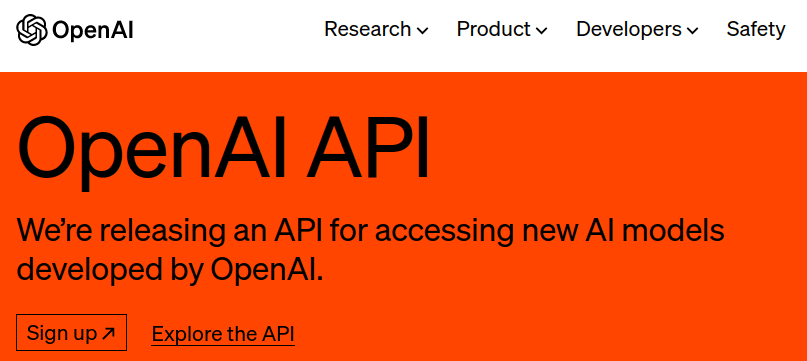 OpenAI Research Product Developers Safety
OpenAI API
We’re releasing an API for accessing new AI models
developed by OpenAI.
Sign up ↗ Explore the API